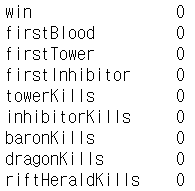 win 0
firstBlood 0
firstTower 0
firstInhibitor 0
towerKills 0
inhibitorKills 0
baronKills 0
dragonKills 0
riftHeraldKills 0